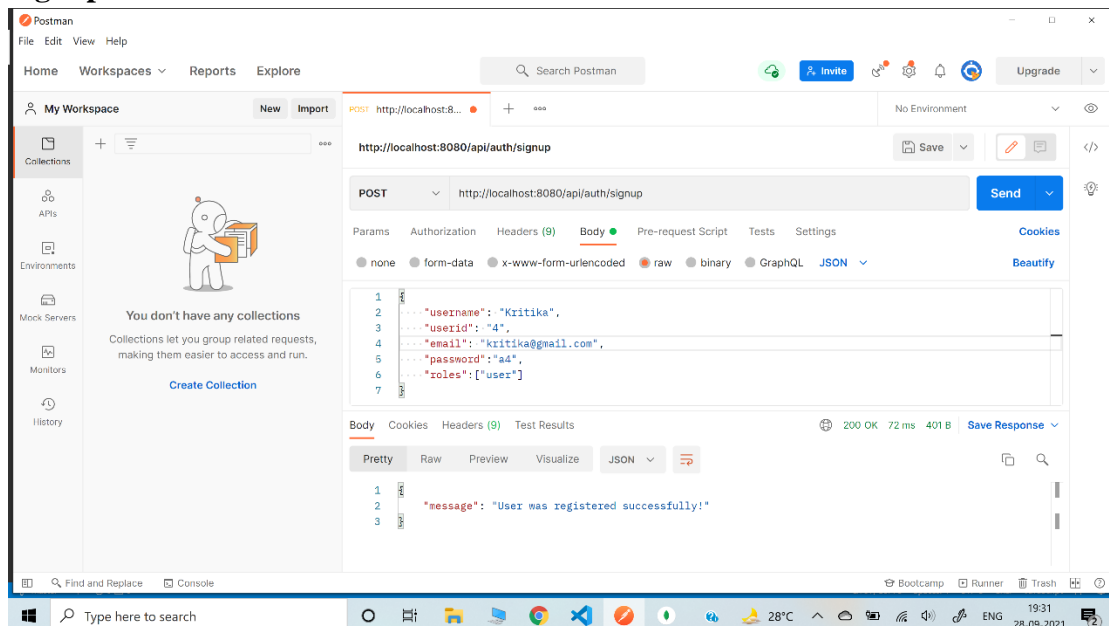 Postman
File Edit View Help
Home Workspaces Reports Explore Search Postman Invite Upgrade
My Workspace New Import POST http://localhost:8... No Environment
Collections
APIs
Environments
Mock Servers
Monitors
History
You don't have any collections
Collections let you group related requests,
making them easier to access and run.
Create Collection
http://localhost:8080/api/auth/signup Save
POST http://localhost:8080/api/auth/signup Send
Params Authorization Headers (9) Body Pre-request Script Tests Settings Cookies
none form-data x-www-form-urlencoded raw binary GraphQL JSON Beautify
1 {
2 "username": "Kritika",
3 "userid": "4",
4 "email": "kritika@gmail.com",
5 "password":"a4",
6 "roles":["user"]
7 }
Body Cookies Headers (9) Test Results 200 OK 72 ms 401 B Save Response
Pretty Raw Preview Visualize JSON
1 {
2 "message": "User was registered successfully!"
3 }
Find and Replace Console Bootcamp Runner Trash
Type here to search 28°C ENG 19:31
28-09-2021